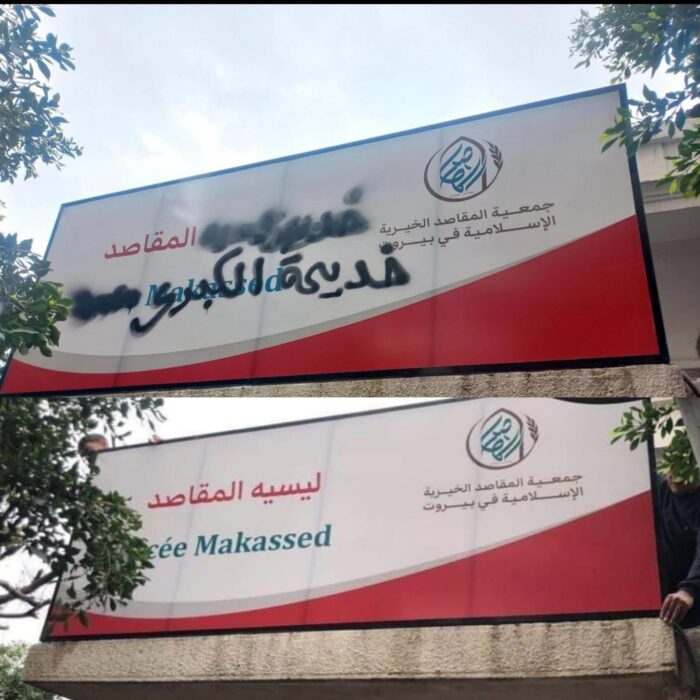 جمعية المقاصد الخيرية
الإسلامية في بيروت
المقاصد
Makassed
خديجة الكبرى
جمعية المقاصد الخيرية
الإسلامية في بيروت
ليسيه المقاصد
cée Makassed